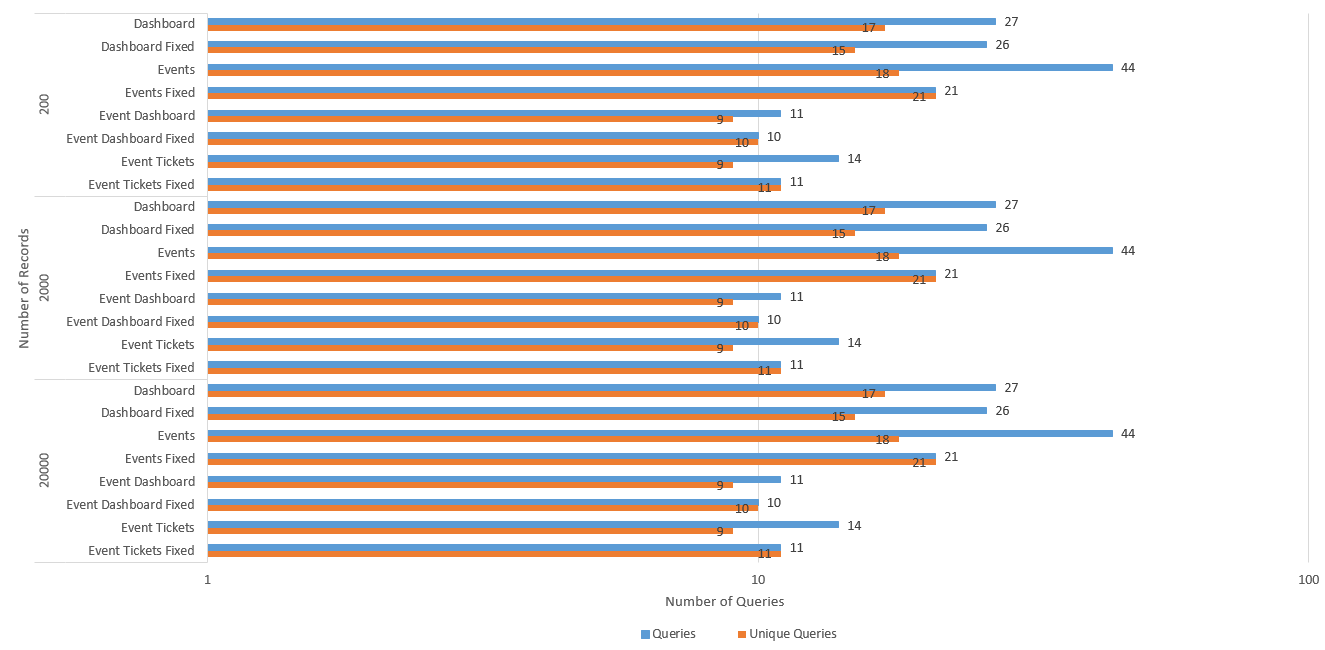 Dashboard 27
17
Dashboard Fixed 26
15
Events 44
18
Events Fixed 21
21
Event Dashboard 11
9
Event Dashboard Fixed 10
10
Event Tickets 14
9
Event Tickets Fixed 11
11
200
Dashboard 27
17
Dashboard Fixed 26
15
Events 44
18
Events Fixed 21
21
Event Dashboard 11
9
Event Dashboard Fixed 10
10
Event Tickets 14
9
Event Tickets Fixed 11
11
2000
Number of Records
Dashboard 27
17
Dashboard Fixed 26
15
Events 44
18
Events Fixed 21
21
Event Dashboard 11
9
Event Dashboard Fixed 10
10
Event Tickets 14
9
Event Tickets Fixed 11
11
20000
1 10 100
Number of Queries
Queries Unique Queries